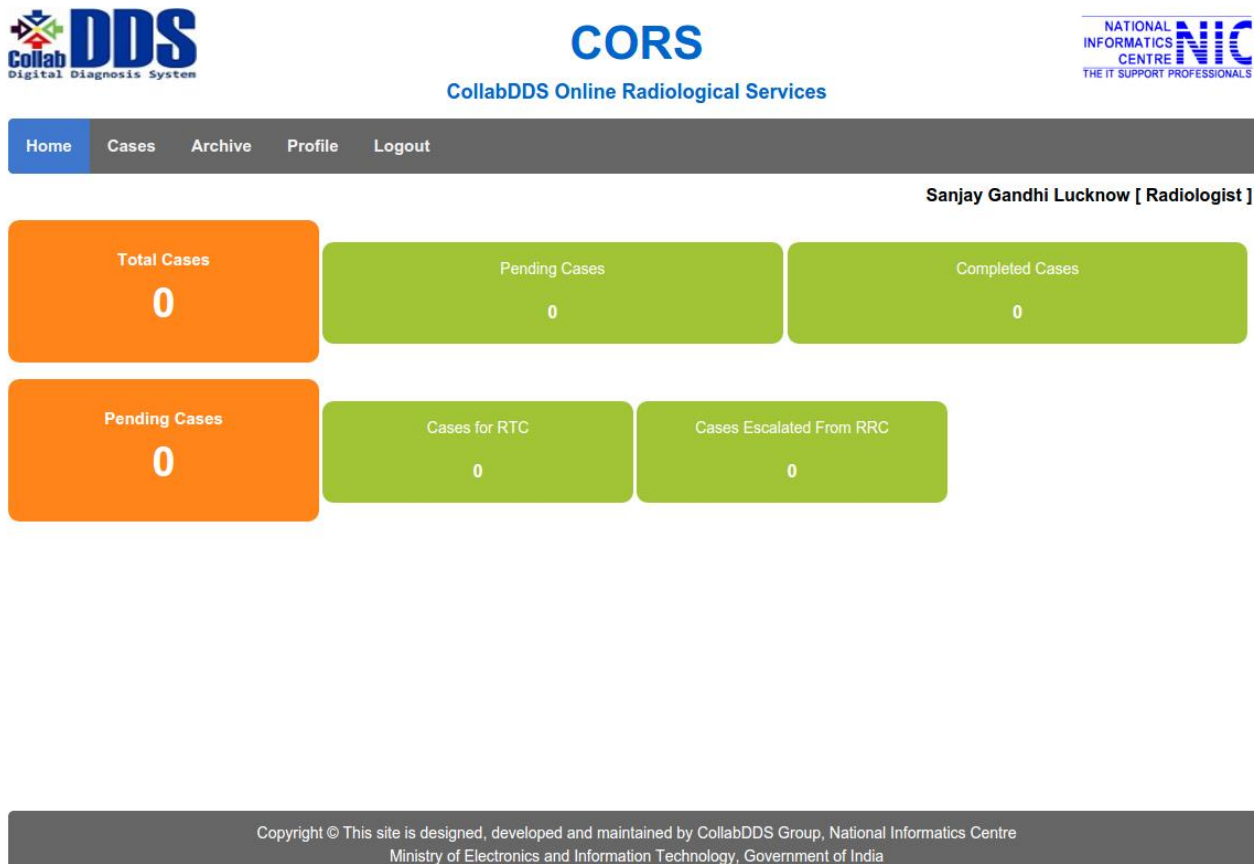 Collab DDS
Digital Diagnosis System
CORS
CollabDDS Online Radiological Services
NATIONAL
INFORMATICS
CENTRE
NIC
THE IT SUPPORT PROFESSIONALS
Home Cases Archive Profile Logout
Sanjay Gandhi Lucknow [ Radiologist ]
Total Cases
0
Pending Cases
0
Completed Cases
0
Pending Cases
0
Cases for RTC
0
Cases Escalated From RRC
0
Copyright © This site is designed, developed and maintained by CollabDDS Group, National Informatics Centre
Ministry of Electronics and Information Technology, Government of India